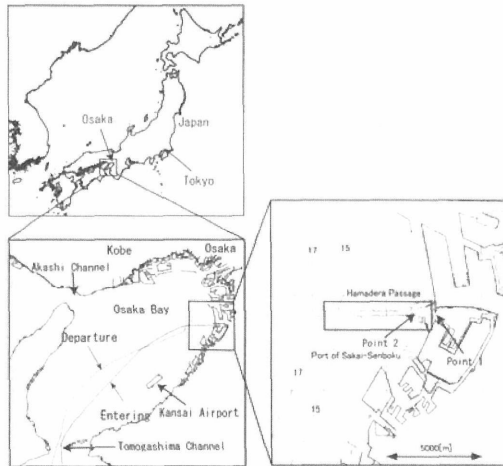 Osaka
Japan
Tokyo
Kobe
Osaka
Akashi Channel
Osaka Bay
Departure
Entering
Kansai Airport
Tomogashima Channel
17 15
Hamadera Passage
Point 2
Port of Sakai-Senboku
Point 1
17
15
5000[m]